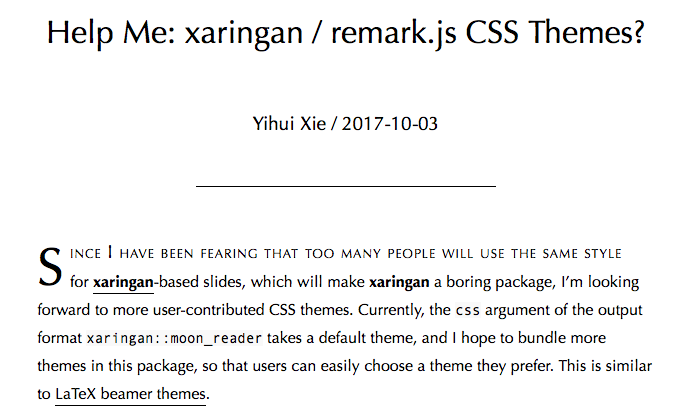 Help Me: xaringan / remark.js CSS Themes?
Yihui Xie / 2017-10-03
Since I have been fearing that too many people will use the same style
for xaringan-based slides, which will make xaringan a boring package, I’m looking
forward to more user-contributed CSS themes. Currently, the css argument of the output
format xaringan::moon_reader takes a default theme, and I hope to bundle more
themes in this package, so that users can easily choose a theme they prefer. This is similar
to LaTeX beamer themes.